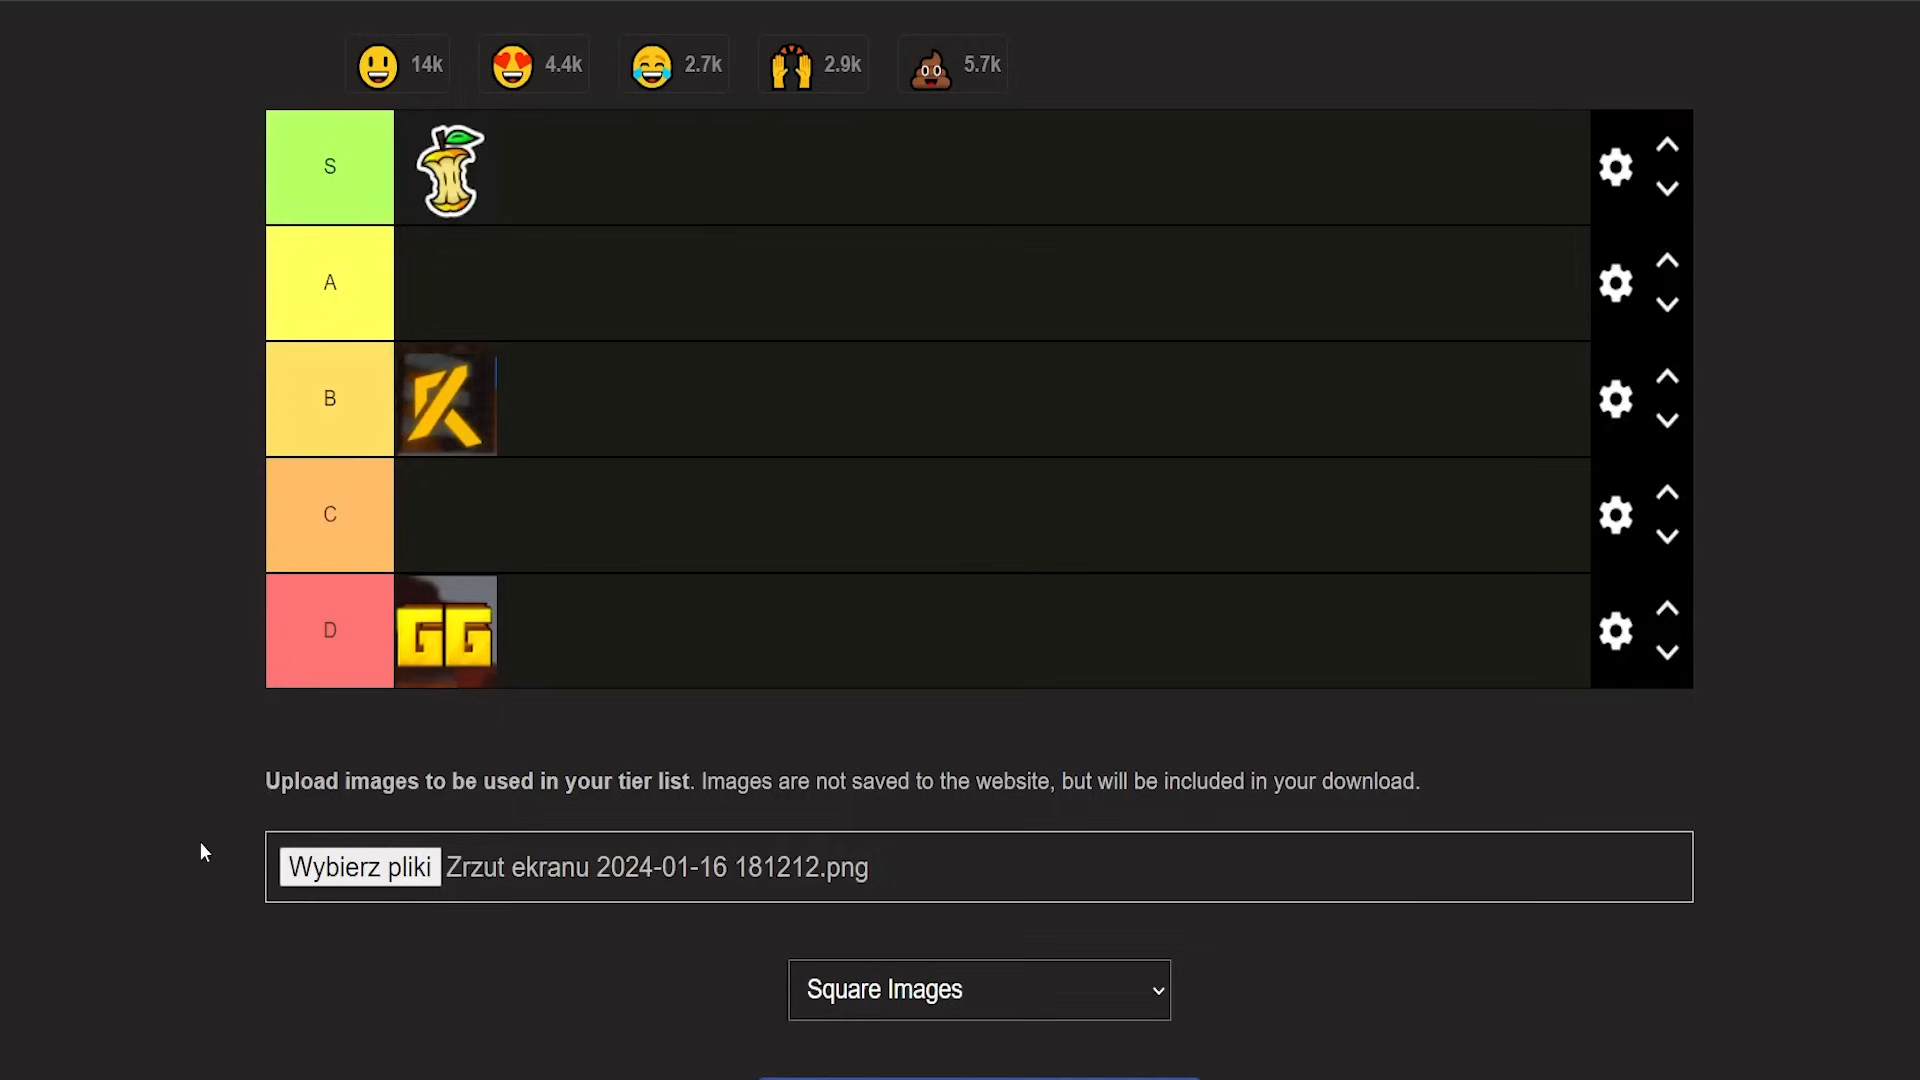 14k 4.4k 2.7k 2.9k 5.7k
S
A
B
C
D
GG
Upload images to be used in your tier list. Images are not saved to the website, but will be included in your download.
Wybierz pliki Zrzut ekranu 2024-01-16 181212.png
Square Images